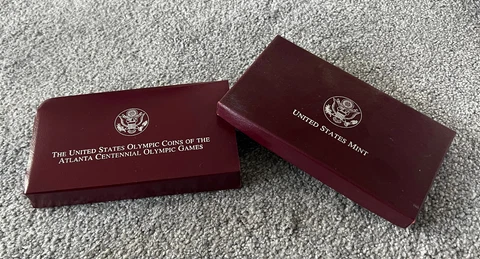 The United States Olympic Coins of the
Atlanta Centennial Olympic Games
United States Mint